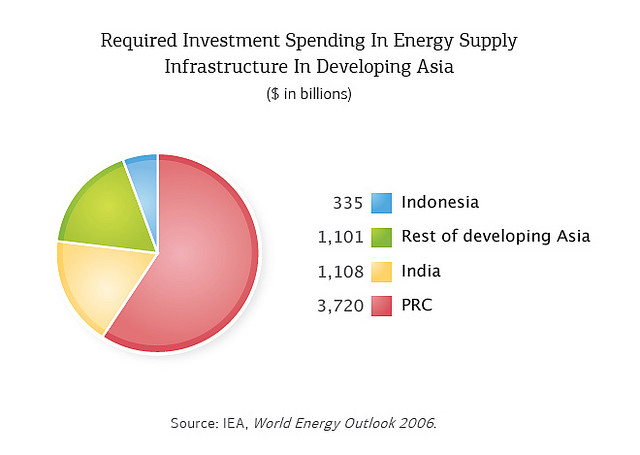 Required Investment Spending In Energy Supply
Infrastructure In Developing Asia
($ in billions)
335 Indonesia
1,101 Rest of developing Asia
1,108 India
3,720 PRC
Source: IEA, World Energy Outlook 2006.